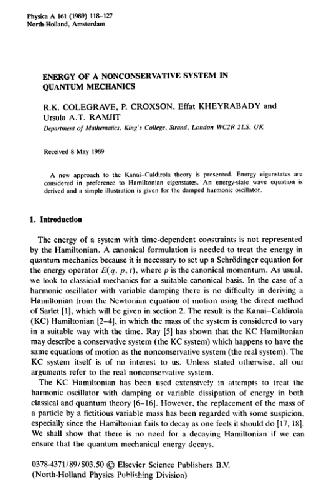 Physica A 161 (1989) 118–127
North-Holland, Amsterdam
ENERGY OF A NONCONSERVATIVE SYSTEM IN
QUANTUM MECHANICS
R.K. COLEGRAVE, P. CROXSON, Effat KHEYRABADY and
Ursula A.T. RAMJIT
Department of Mathematics, King's College, Strand, London WC2R 2LS, UK
Received 8 May 1989
A new approach to the Kanai–Caldirola theory is presented. Energy eigenstates are
considered in preference to Hamiltonian eigenstates. An energy-state wave equation is
derived and a simple illustration is given for the damped harmonic oscillator.
1. Introduction
The energy of a system with time-dependent constraints is not represented
by the Hamiltonian. A canonical formulation is needed to treat the energy in
quantum mechanics because it is necessary to set up a Schrödinger equation for
the energy operator E(q, p, t), where p is the canonical momentum. As usual,
we look to classical mechanics for a suitable canonical basis. In the case of a
harmonic oscillator with variable damping there is no difficulty in deriving a
Hamiltonian from the Newtonian equation of motion using the direct method
of Sarlet [1], which will be given in section 2. The result is the Kanai–Caldirola
(KC) Hamiltonian [2–4], in which the mass of the system is considered to vary
in a suitable way with the time. Ray [5] has shown that the KC Hamiltonian
may describe a conservative system (the KC system) which happens to have the
same equations of motion as the nonconservative system (the real system). The
KC system itself is of no interest to us. Unless stated otherwise, all our
arguments refer to the real nonconservative system.
The KC Hamiltonian has been used extensively in attempts to treat the
harmonic oscillator with damping or variable dissipation of energy in both
classical and quantum theory [6–16]. However, the replacement of the mass of
a particle by a fictitious variable mass has been regarded with some suspicion,
especially since the Hamiltonian fails to decay as one feels it should do [17, 18].
We shall show that there is no need for a decaying Hamiltonian if we can
ensure that the quantum mechanical energy decays.
0378-4371/89/$03.50 © Elsevier Science Publishers B.V.
(North-Holland Physics Publishing Division)